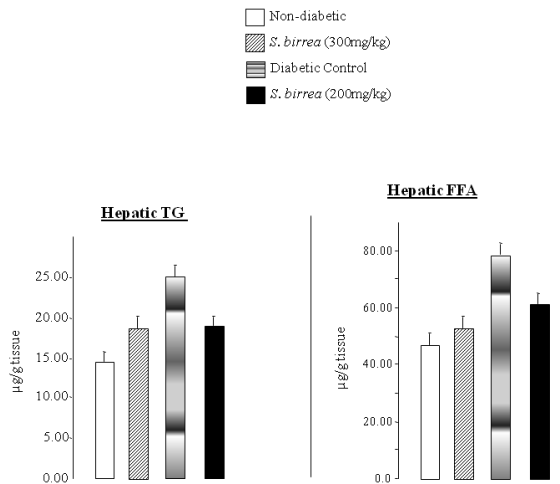 Non-diabetic
S. birrea (300mg/kg)
Diabetic Control
S. birrea (200mg/kg)
Hepatic TG
µg/g tissue
25.00
20.00
15.00
10.00
5.00
0.00
Hepatic FFA
µg/g tissue
80.00
60.00
40.00
20.00
0.0